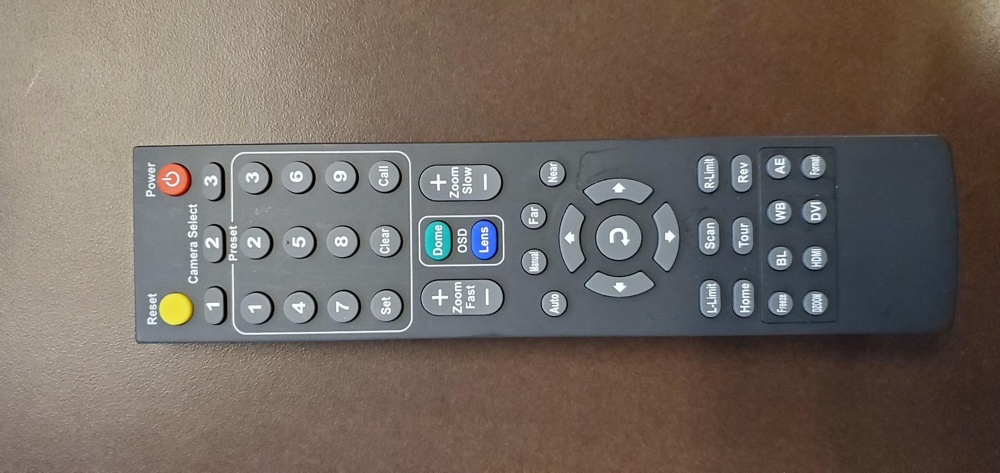 Reset Power
Camera Select
1 2 3
Preset
1 2 3
4 5 6
7 8 9
Set Clear Call
+ Dome +
Zoom Fast OSD Zoom Slow
− Lens −
Manual Far
Auto Near
L-Limit Scan R-Limit
Home Tour Rev
Freeze BL WB AE
DZOOM HDMI DVI Format